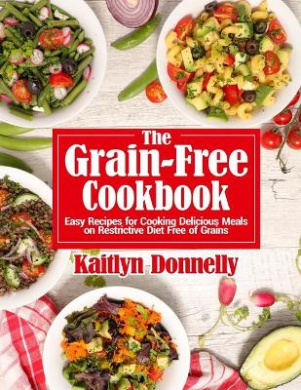 The
Grain-Free
Cookbook
Easy Recipes for Cooking Delicious Meals
on Restrictive Diet Free of Grains
Kaitlyn Donnelly